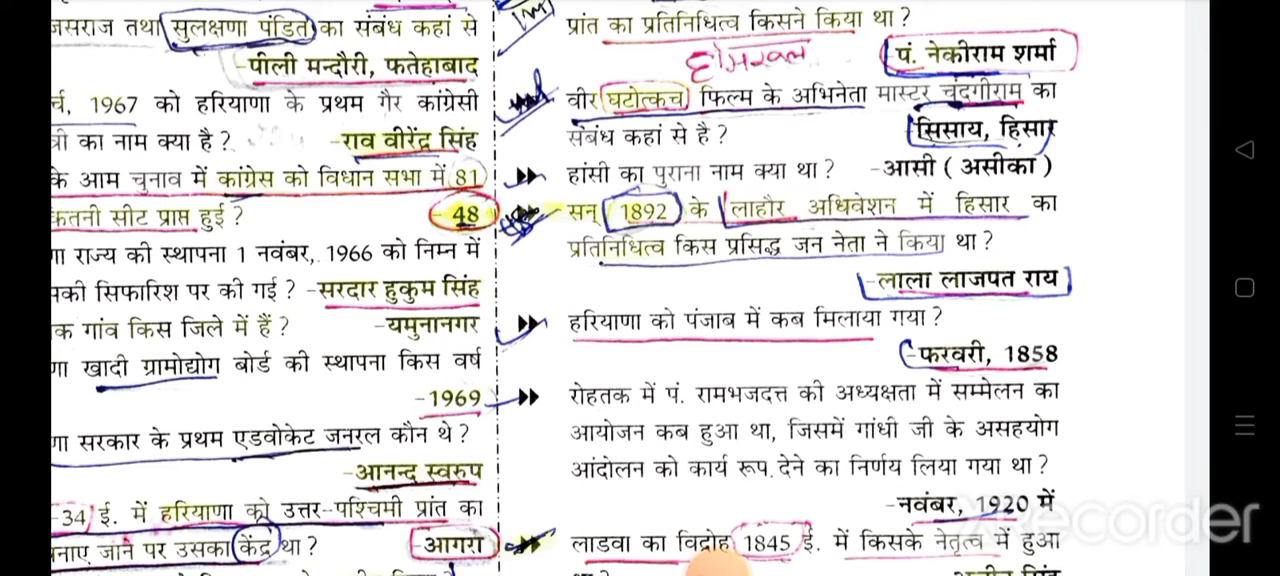 जसराज तथा सुलक्षणा पंडित का संबंध कहां से
-पीली मन्दौरी, फतेहाबाद
र्च, 1967 को हरियाणा के प्रथम गैर कांग्रेसी
त्री का नाम क्या है ? -राव वीरेंद्र सिंह
के आम चुनाव में कांग्रेस को विधान सभा में 81
कतनी सीट प्राप्त हुई ? - 48
णा राज्य की स्थापना 1 नवंबर, 1966 को निम्न में
सकी सिफारिश पर की गई ? -सरदार हुकुम सिंह
क गांव किस जिले में हैं ? -यमुनानगर
णा खादी ग्रामोद्योग बोर्ड की स्थापना किस वर्ष
-1969
णा सरकार के प्रथम एडवोकेट जनरल कौन थे ?
-आनन्द स्वरुप
-34 ई. में हरियाणा को उत्तर-पश्चिमी प्रांत का
बनाए जाने पर उसका केंद्र था ? -आगरा
प्रांत का प्रतिनिधित्व किसने किया था ?
होमरूल
पं. नेकीराम शर्मा
वीर घटोत्कच फिल्म के अभिनेता मास्टर चंदगीराम का
संबंध कहां से है ? सिसाय, हिसार
हांसी का पुराना नाम क्या था ? -आसी ( असीका )
सन् 1892 के लाहौर अधिवेशन में हिसार का
प्रतिनिधित्व किस प्रसिद्ध जन नेता ने किया था ?
-लाला लाजपत राय
हरियाणा को पंजाब में कब मिलाया गया ?
-फरवरी, 1858
रोहतक में पं. रामभजदत्त की अध्यक्षता में सम्मेलन का
आयोजन कब हुआ था, जिसमें गांधी जी के असहयोग
आंदोलन को कार्य रूप देने का निर्णय लिया गया था ?
-नवंबर, 1920 में
लाडवा का विद्रोह 1845 ई. में किसके नेतृत्व में हुआ
Recorder